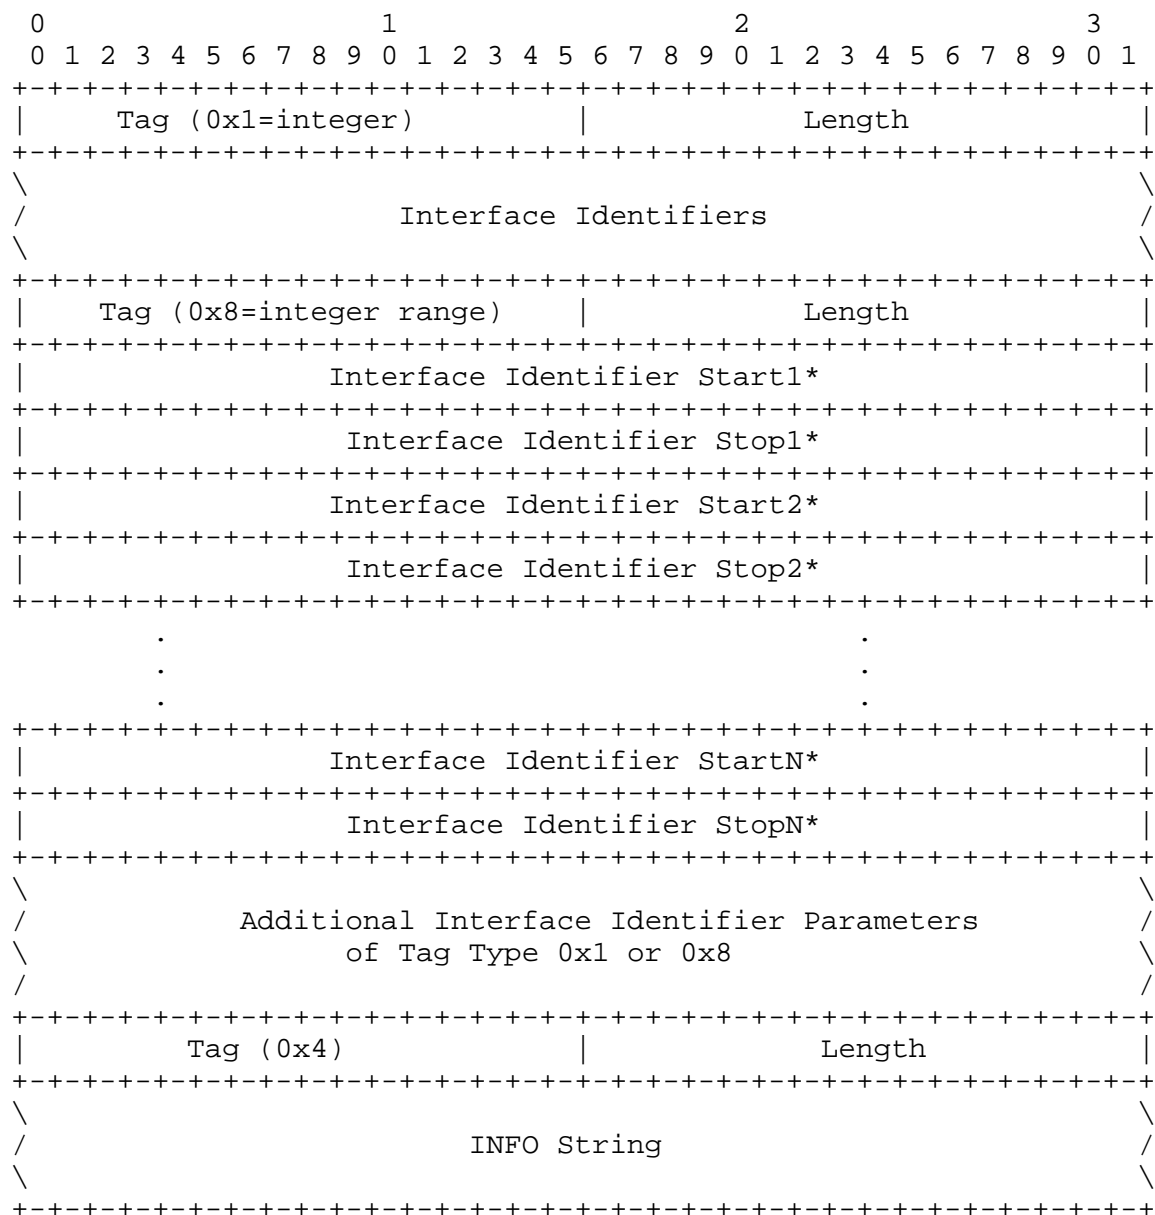 0                   1                   2                   3
 0 1 2 3 4 5 6 7 8 9 0 1 2 3 4 5 6 7 8 9 0 1 2 3 4 5 6 7 8 9 0 1
+-+-+-+-+-+-+-+-+-+-+-+-+-+-+-+-+-+-+-+-+-+-+-+-+-+-+-+-+-+-+-+-+
|     Tag (0x1=integer)         |            Length             |
+-+-+-+-+-+-+-+-+-+-+-+-+-+-+-+-+-+-+-+-+-+-+-+-+-+-+-+-+-+-+-+-+
\                                                               \
/                     Interface Identifiers                     /
\                                                               \
+-+-+-+-+-+-+-+-+-+-+-+-+-+-+-+-+-+-+-+-+-+-+-+-+-+-+-+-+-+-+-+-+
|    Tag (0x8=integer range)    |            Length             |
+-+-+-+-+-+-+-+-+-+-+-+-+-+-+-+-+-+-+-+-+-+-+-+-+-+-+-+-+-+-+-+-+
|                 Interface Identifier Start1*                  |
+-+-+-+-+-+-+-+-+-+-+-+-+-+-+-+-+-+-+-+-+-+-+-+-+-+-+-+-+-+-+-+-+
|                  Interface Identifier Stop1*                  |
+-+-+-+-+-+-+-+-+-+-+-+-+-+-+-+-+-+-+-+-+-+-+-+-+-+-+-+-+-+-+-+-+
|                 Interface Identifier Start2*                  |
+-+-+-+-+-+-+-+-+-+-+-+-+-+-+-+-+-+-+-+-+-+-+-+-+-+-+-+-+-+-+-+-+
|                  Interface Identifier Stop2*                  |
+-+-+-+-+-+-+-+-+-+-+-+-+-+-+-+-+-+-+-+-+-+-+-+-+-+-+-+-+-+-+-+-+
        .                                       .
        .                                       .
        .                                       .
+-+-+-+-+-+-+-+-+-+-+-+-+-+-+-+-+-+-+-+-+-+-+-+-+-+-+-+-+-+-+-+-+
|                 Interface Identifier StartN*                  |
+-+-+-+-+-+-+-+-+-+-+-+-+-+-+-+-+-+-+-+-+-+-+-+-+-+-+-+-+-+-+-+-+
|                  Interface Identifier StopN*                  |
+-+-+-+-+-+-+-+-+-+-+-+-+-+-+-+-+-+-+-+-+-+-+-+-+-+-+-+-+-+-+-+-+
\                                                               \
/            Additional Interface Identifier Parameters         /
\                  of Tag Type 0x1 or 0x8                       \
/                                                               /
+-+-+-+-+-+-+-+-+-+-+-+-+-+-+-+-+-+-+-+-+-+-+-+-+-+-+-+-+-+-+-+-+
|         Tag (0x4)             |             Length            |
+-+-+-+-+-+-+-+-+-+-+-+-+-+-+-+-+-+-+-+-+-+-+-+-+-+-+-+-+-+-+-+-+
\                                                               \
/                         INFO String                           /
\                                                               \
+-+-+-+-+-+-+-+-+-+-+-+-+-+-+-+-+-+-+-+-+-+-+-+-+-+-+-+-+-+-+-+-+